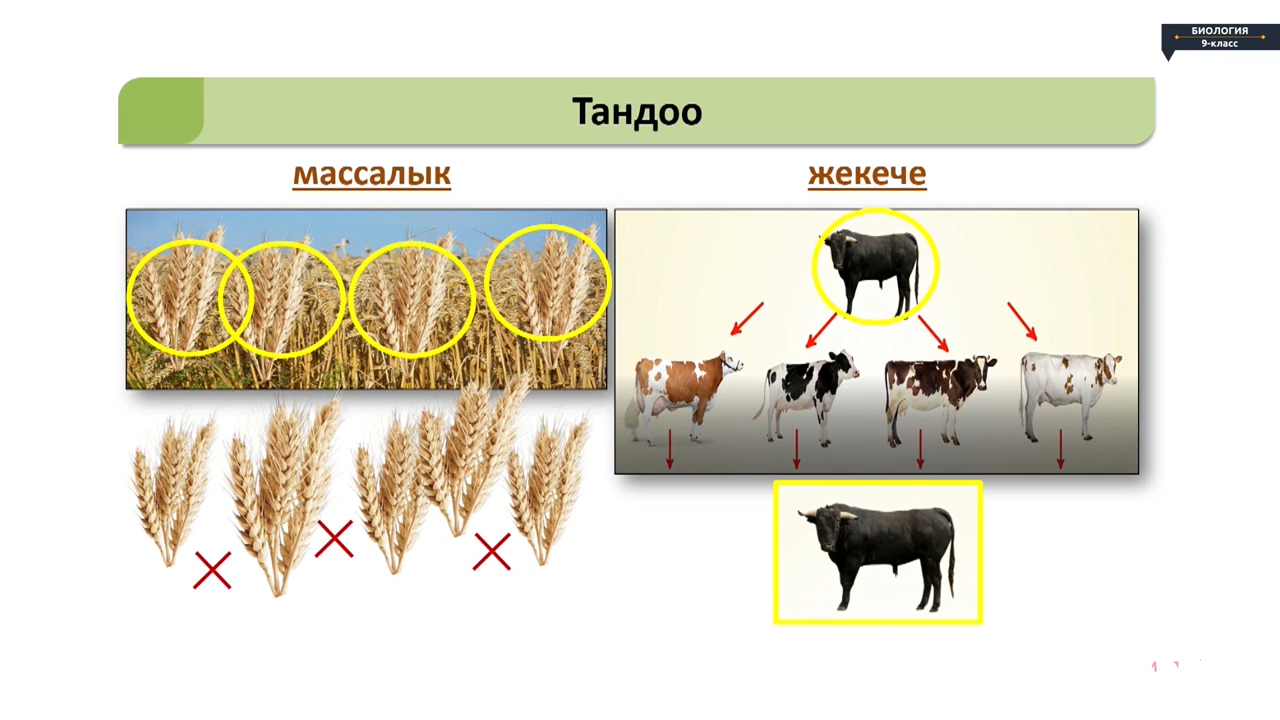 БИОЛОГИЯ
9-класс
Тандоо
массалык
жекече